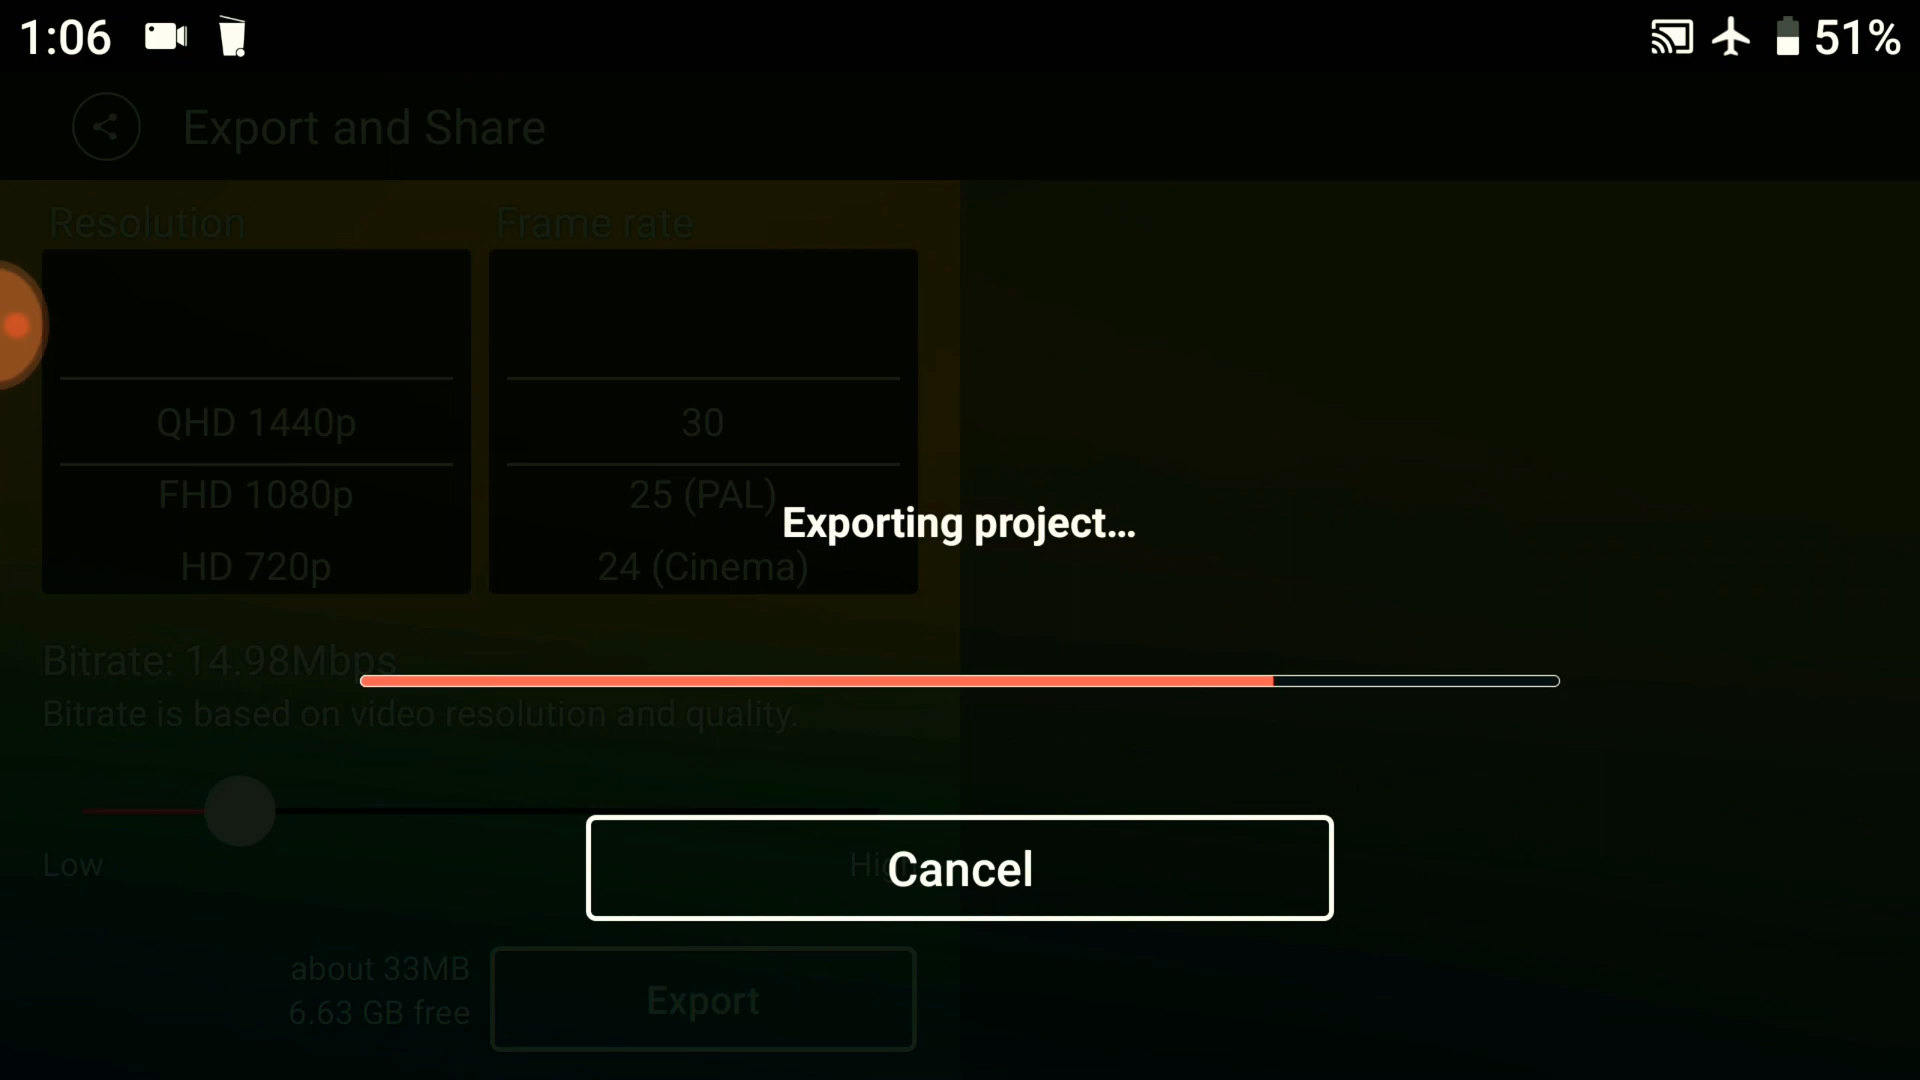 1:06
51%
Export and Share
Resolution
Frame rate
QHD 1440p
30
FHD 1080p
25 (PAL)
Exporting project...
HD 720p
24 (Cinema)
Bitrate: 14.98Mbps
Bitrate is based on video resolution and quality.
Low
High
Cancel
about 33MB
6.63 GB free
Export